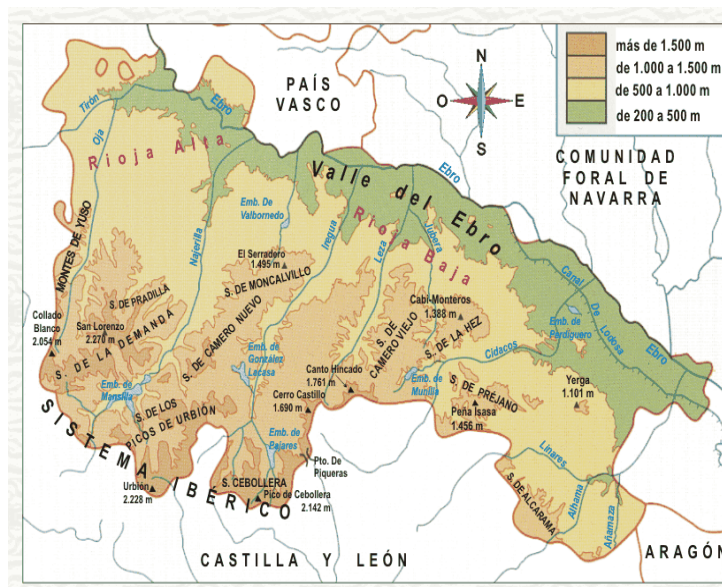 más de 1.500 m
de 1.000 a 1.500 m
de 500 a 1.000 m
de 200 a 500 m
N
O
E
S
PAÍS
VASCO
COMUNIDAD
FORAL DE
NAVARRA
Tirón
Oja
Ebro
Rioja Alta
Valle del Ebro
Ebro
Rioja Baja
Emb. De
Valbornedo
Najerilla
Iregua
Leza
Jubera
MONTES DE YUSO
El Serradero
1.495 m
S. DE MONCALVILLO
S. DE PRADILLA
Collado
Blanco
2.054 m
San Lorenzo
2.270 m
S. DE LA DEMANDA
S. DE CAMERO NUEVO
Emb. de
González
Lacasa
Cabi-Monteros
1.388 m
S. DE
CAMERO VIEJO
S. DE LA HEZ
Canal
De
Lodosa
Ebro
Emb. de
Perdiguero
Cidacos
Canto Hincado
1.761 m
Cerro Castillo
1.690 m
Emb. de
Munilla
S. DE PRÉJANO
Peña Isasa
1.456 m
Yerga
1.101 m
Emb. de
Mansilla
S. DE LOS
PICOS DE URBIÓN
Emb. de
Pajares
Pto. De
Piqueras
SISTEMA IBÉRICO
Urbión
2.228 m
S. CEBOLLERA
Pico de Cebollera
2.142 m
Linares
S. DE ALCARAMA
Alhama
Añamaza
CASTILLA Y LEÓN
ARAGÓN